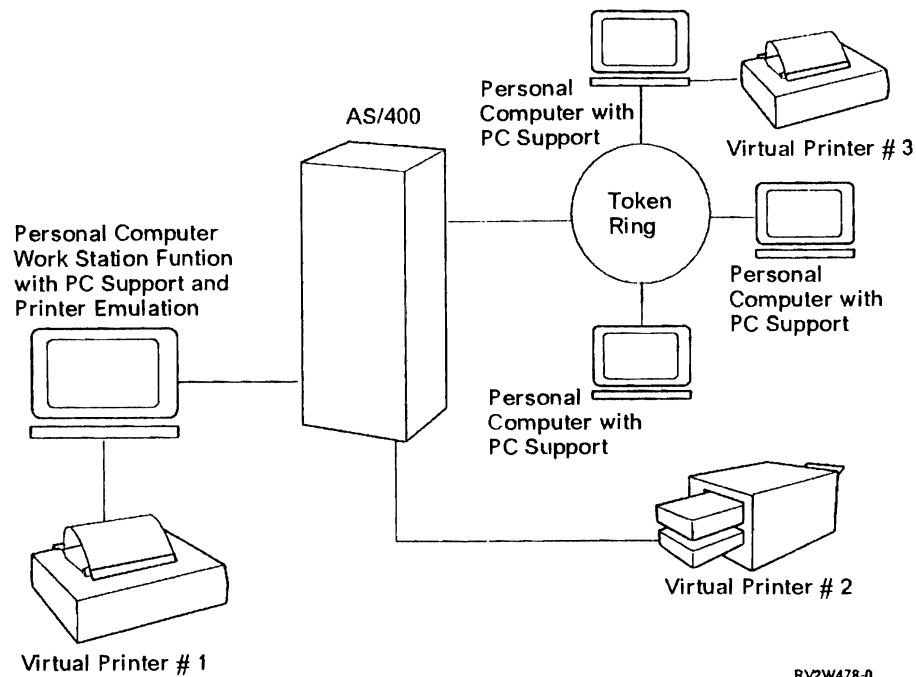 Personal
Computer with
PC Support
Virtual Printer # 3
AS/400
Token
Ring
Personal Computer
Work Station Funtion
with PC Support and
Printer Emulation
Personal
Computer with
PC Support
Personal
Computer with
PC Support
Virtual Printer # 2
Virtual Printer # 1
RV2W478-0